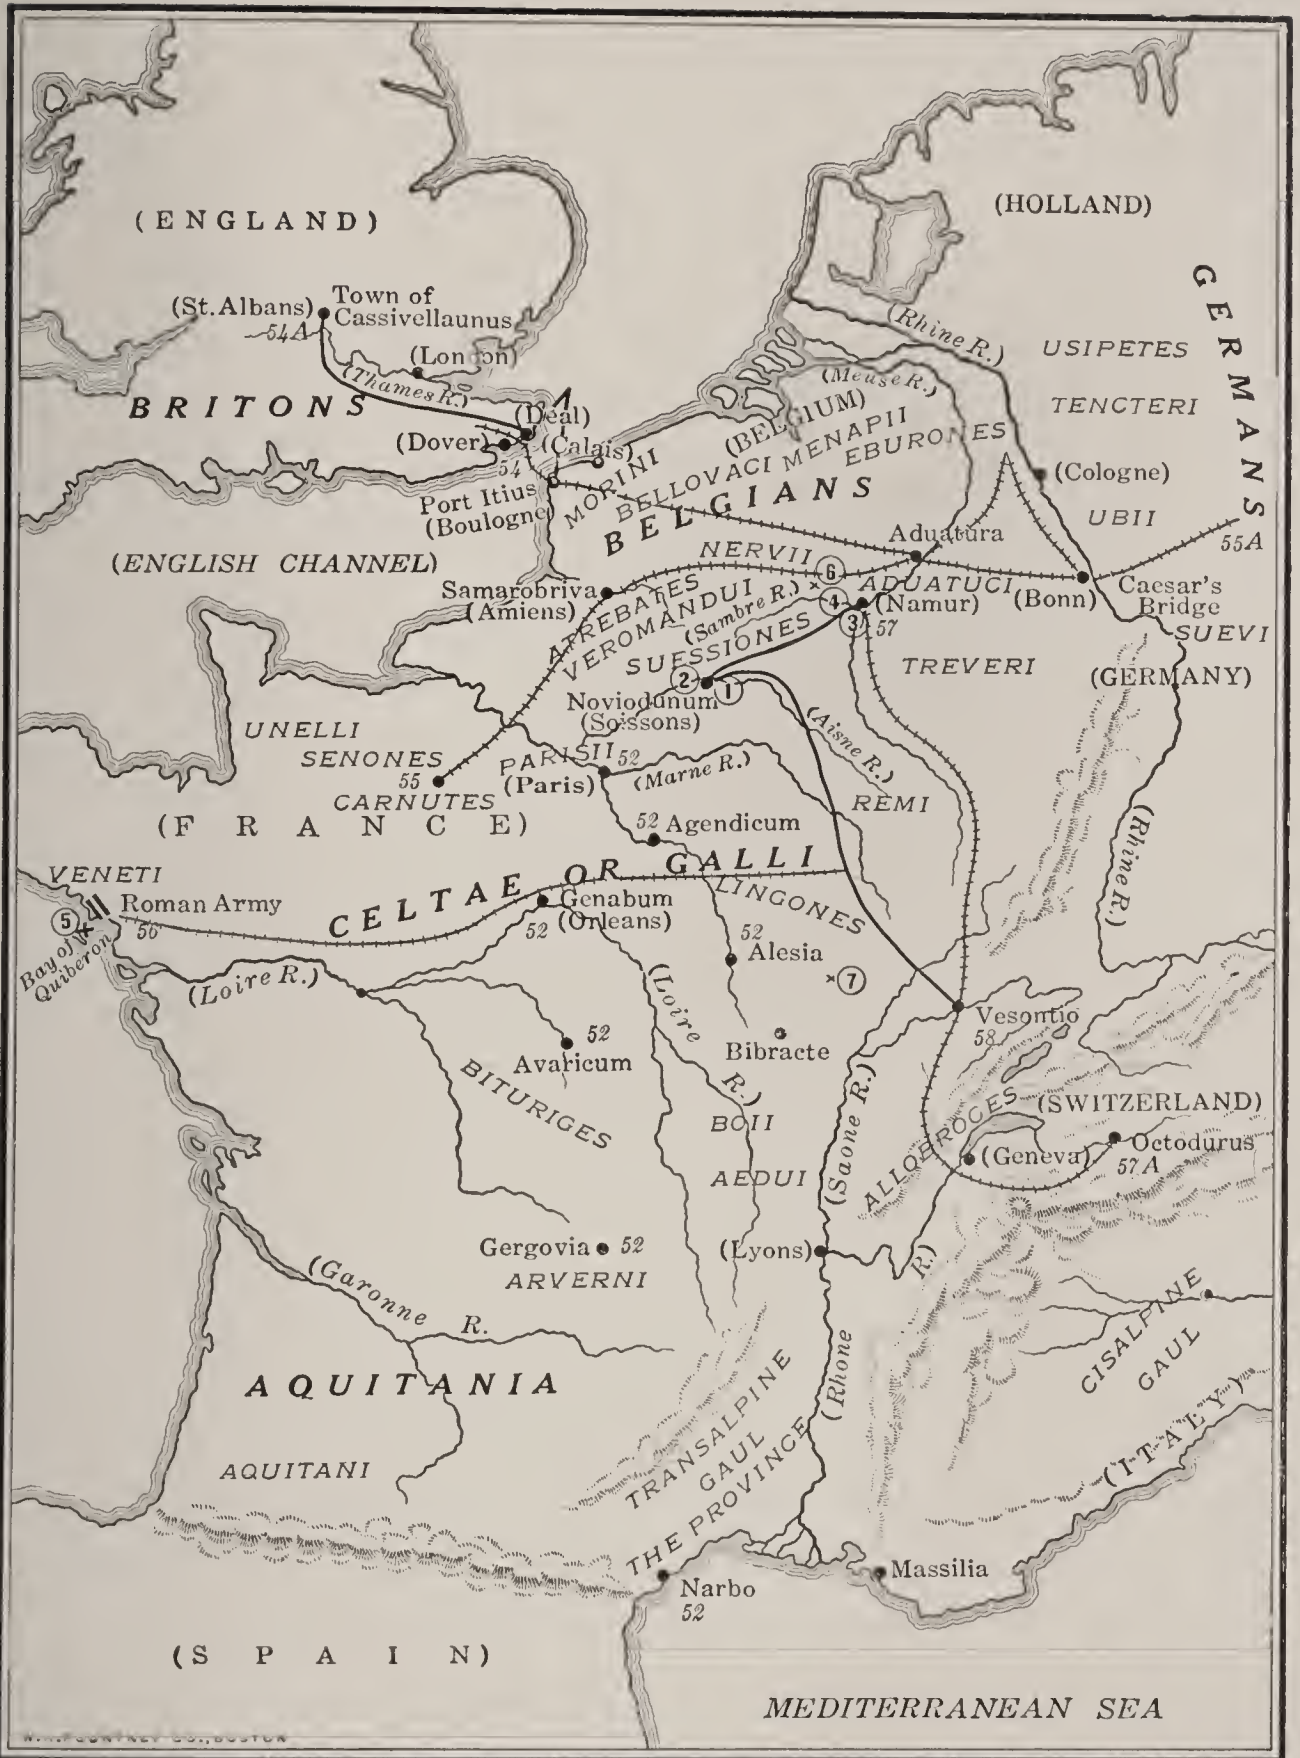 (ENGLAND)
(HOLLAND)
GERMANS
(St. Albans)
Town of
Cassivellaunus
54A
(London)
(Thames R.)
BRITONS
(Rhine R.)
USIPETES
(Meuse R.)
TENCTERI
(Deal)
(Dover)
(Calais)
54
(BELGIUM)
MENAPII
EBURONES
BELLOVACI
MORINI
(Cologne)
Port Itius
(Boulogne)
BELGIANS
UBII
55A
(ENGLISH CHANNEL)
Aduatura
NERVII
6
Samarobriva
(Amiens)
ATREBATES
VEROMANDUI
(Sambre R.)
4
ADUATUCI
(Namur)
(Bonn)
Caesar's
Bridge
3
57
SUEVI
SUESSIONES
TREVERI
(GERMANY)
2
1
Noviodunum
(Soissons)
UNELLI
(Aisne R.)
SENONES
55
PARISII
52
(Paris)
(Marne R.)
CARNUTES
REMI
(FRANCE)
52 Agendicum
(Rhine R.)
CELTAE OR GALLI
VENETI
LINGONES
5
Roman Army
56
Bay of
Quiberon
Genabum
52 (Orleans)
52
Alesia
7
(Loire R.)
(Loire R.)
Vesontio
58
52
Avaricum
Bibracte
BITURIGES
(Saone R.)
ALLOBROGES
(SWITZERLAND)
BOII
Octodurus
57A
(Geneva)
AEDUI
Gergovia 52
(Lyons)
ARVERNI
(Garonne R.
(Rhone R.)
CISALPINE
GAUL
AQUITANIA
TRANSALPINE
GAUL
THE PROVINCE
AQUITANI
(ITALY)
Massilia
Narbo
52
(SPAIN)
MEDITERRANEAN SEA